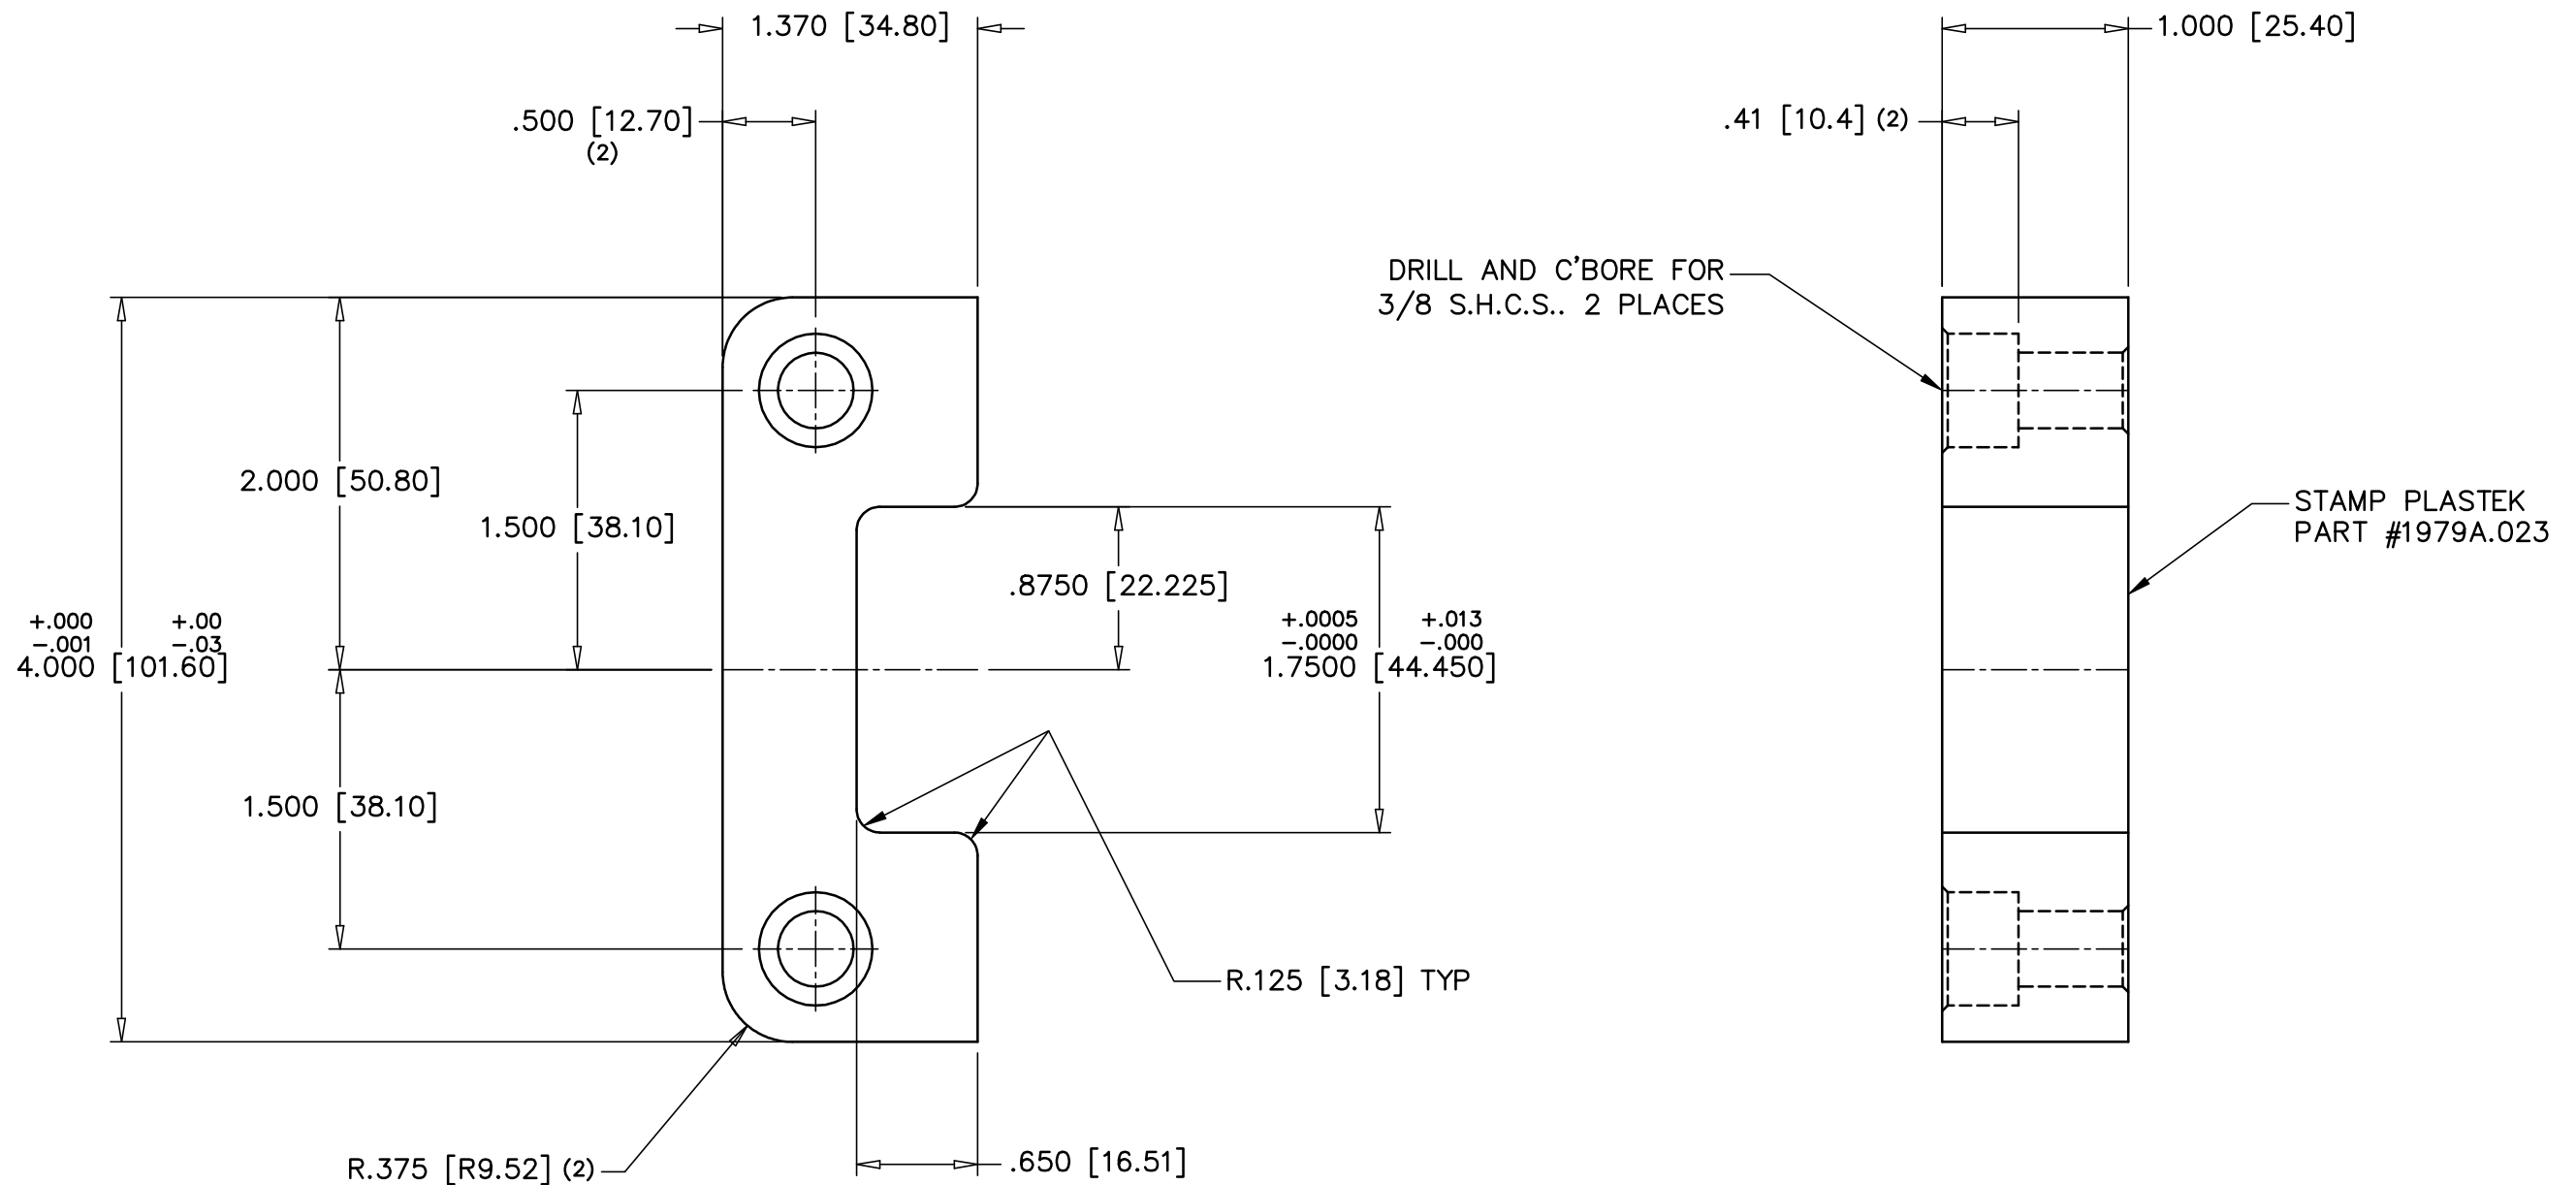 1.370 [34.80]
1.000 [25.40]
.500 [12.70]
(2)
.41 [10.4] (2)
DRILL AND C'BORE FOR
3/8 S.H.C.S.. 2 PLACES
2.000 [50.80]
1.500 [38.10]
STAMP PLASTEK
PART #1979A.023
.8750 [22.225]
+.000 +.00
-.001 -.03
4.000 [101.60]
+.0005 +.013
-.0000 -.000
1.7500 [44.450]
1.500 [38.10]
R.125 [3.18] TYP
R.375 [R9.52] (2)
.650 [16.51]